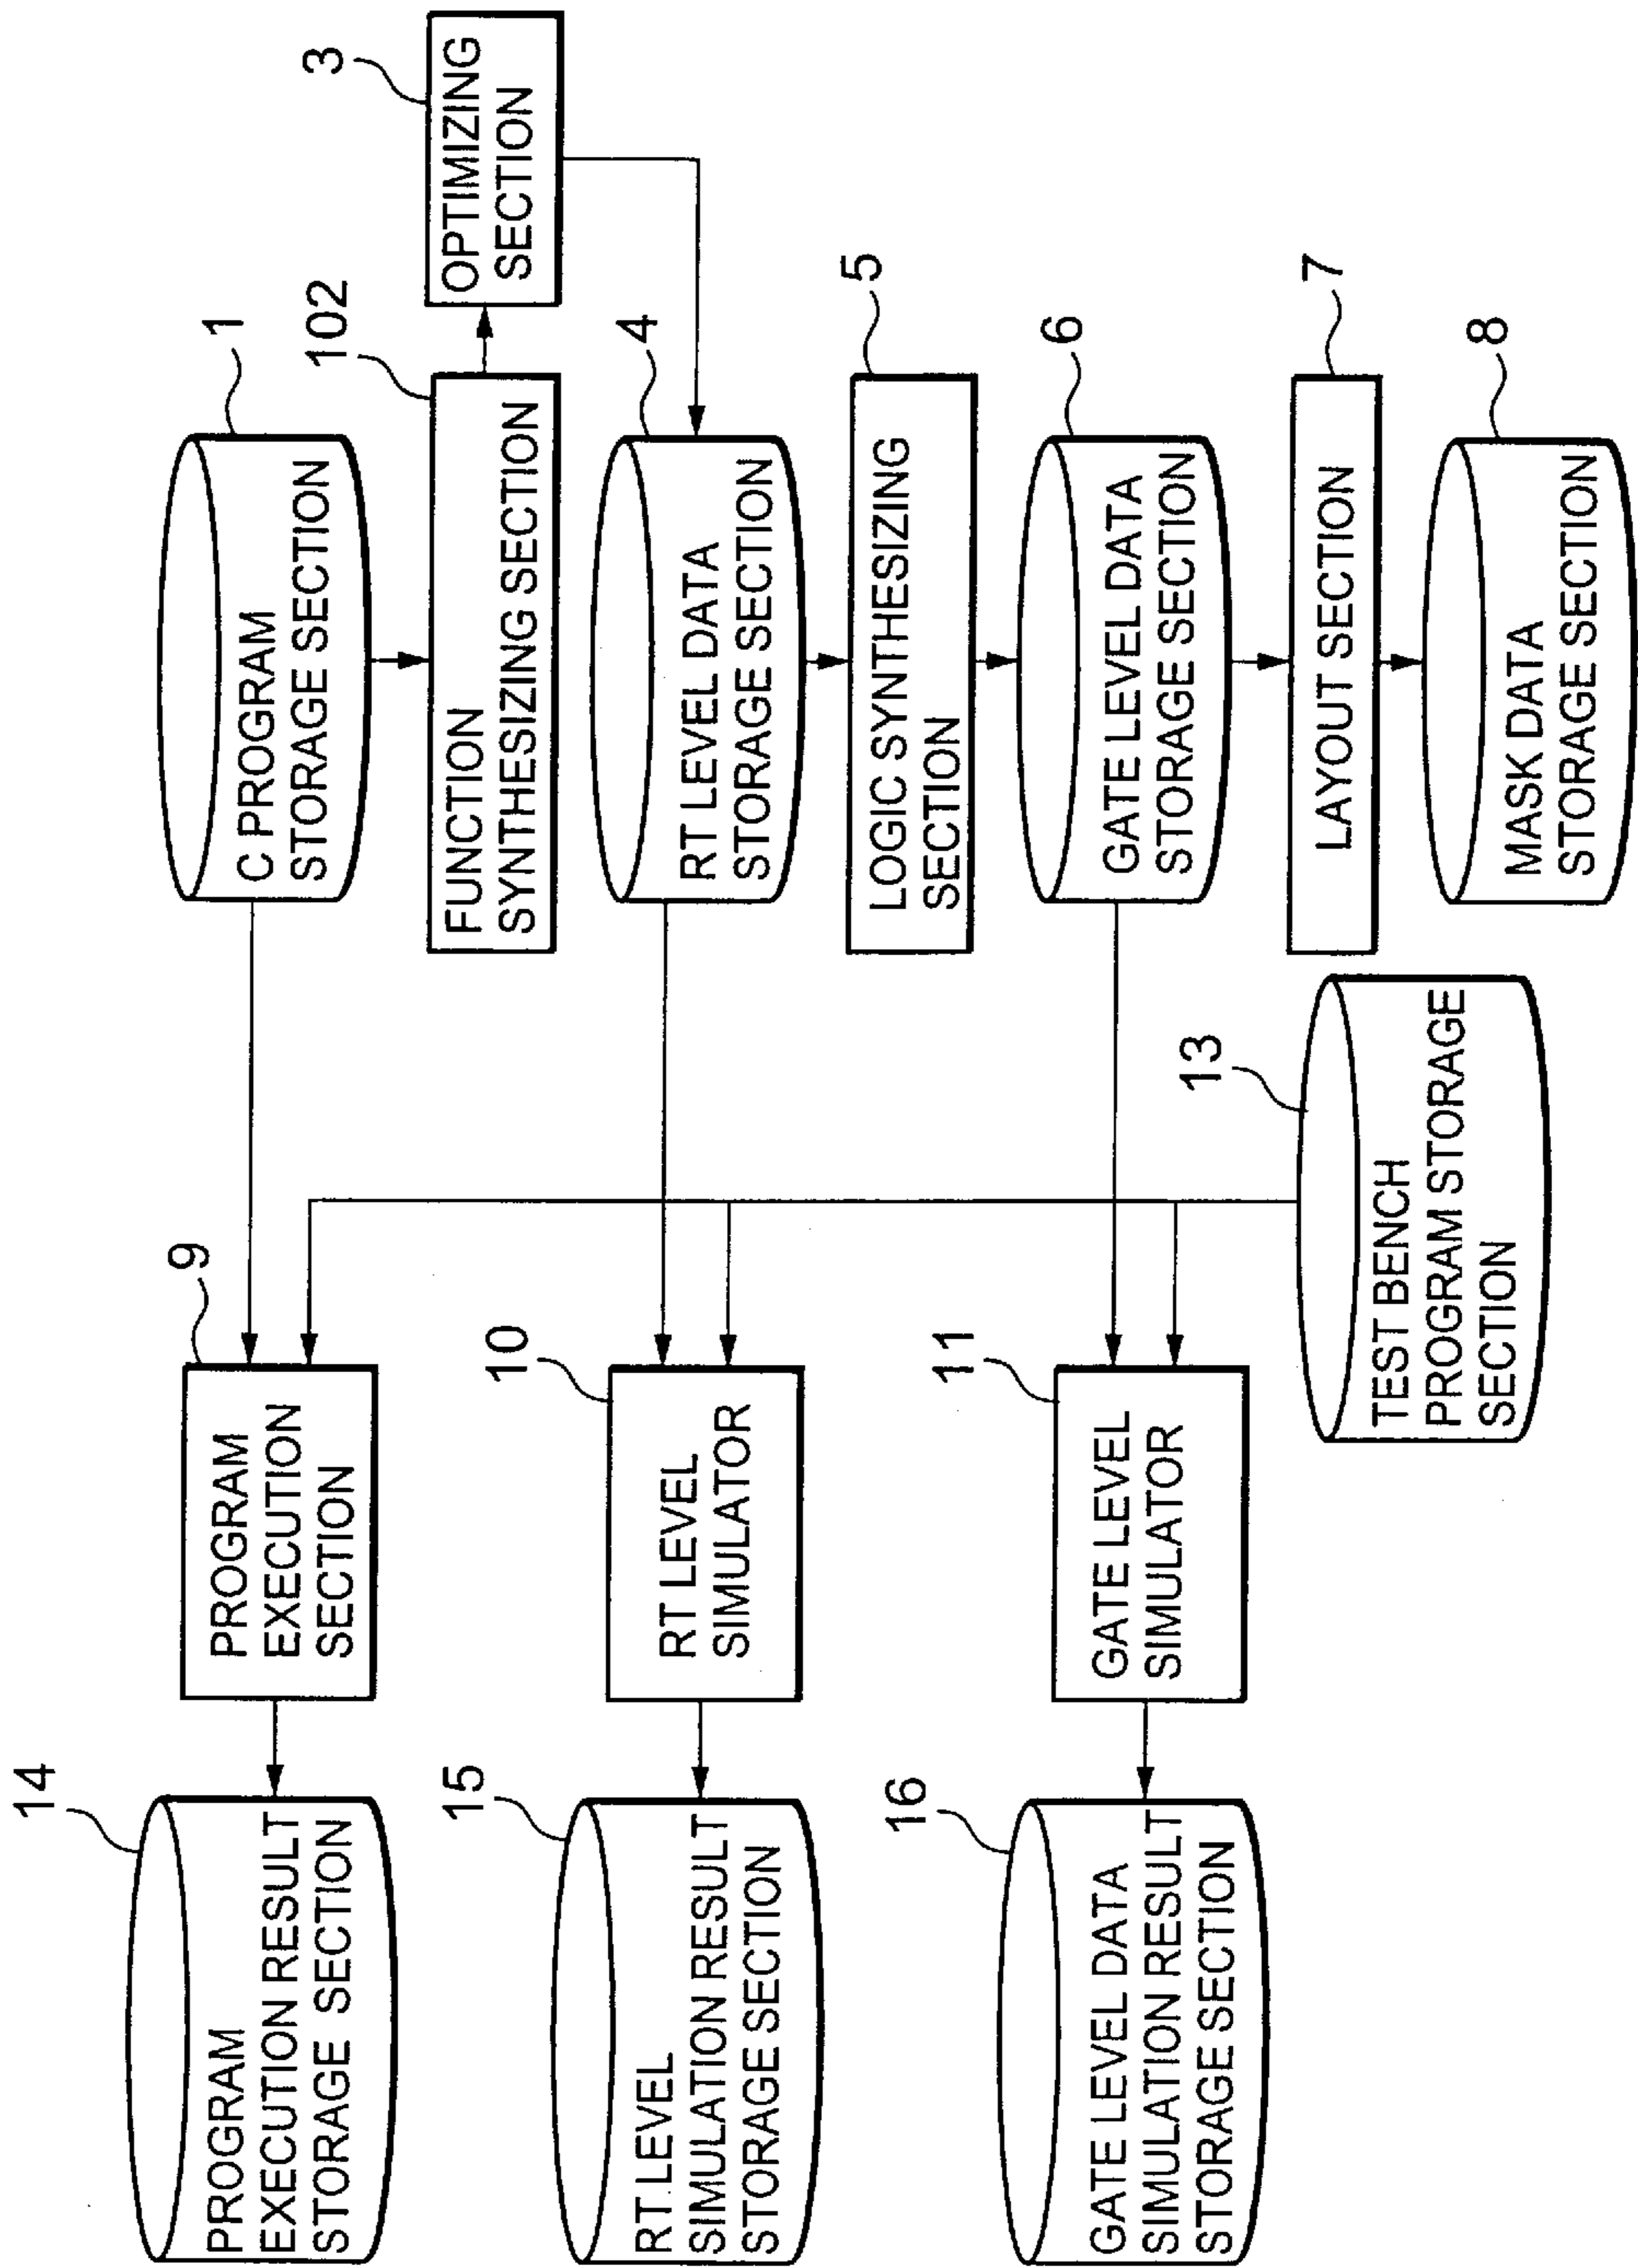 14
PROGRAM
EXECUTION RESULT
STORAGE SECTION
9
PROGRAM
EXECUTION
SECTION
1
C PROGRAM
STORAGE SECTION
102
FUNCTION
SYNTHESIZING SECTION
3
OPTIMIZING
SECTION
15
RT LEVEL
SIMULATION RESULT
STORAGE SECTION
10
RT LEVEL
SIMULATOR
4
RT LEVEL DATA
STORAGE SECTION
5
LOGIC SYNTHESIZING
SECTION
16
GATE LEVEL DATA
SIMULATION RESULT
STORAGE SECTION
11
GATE LEVEL
SIMULATOR
6
GATE LEVEL DATA
STORAGE SECTION
13
TEST BENCH
PROGRAM STORAGE
SECTION
7
LAYOUT SECTION
8
MASK DATA
STORAGE SECTION